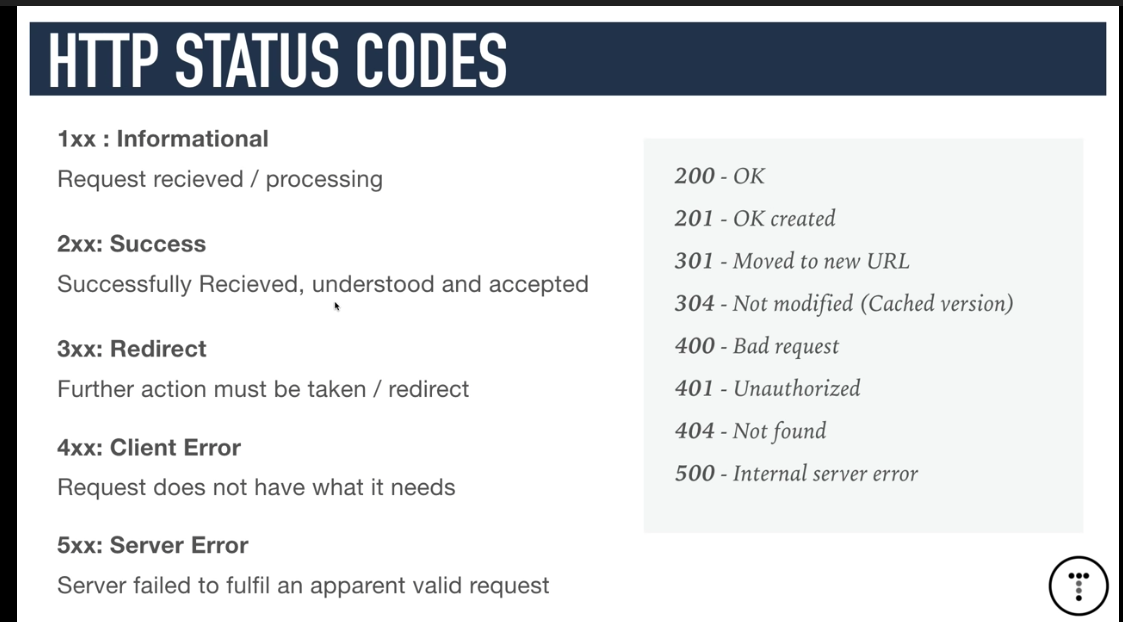 HTTP STATUS CODES
1xx : Informational
Request recieved / processing
2xx: Success
Successfully Recieved, understood and accepted
3xx: Redirect
Further action must be taken / redirect
4xx: Client Error
Request does not have what it needs
5xx: Server Error
Server failed to fulfil an apparent valid request
200 - OK
201 - OK created
301 - Moved to new URL
304 - Not modified (Cached version)
400 - Bad request
401 - Unauthorized
404 - Not found
500 - Internal server error